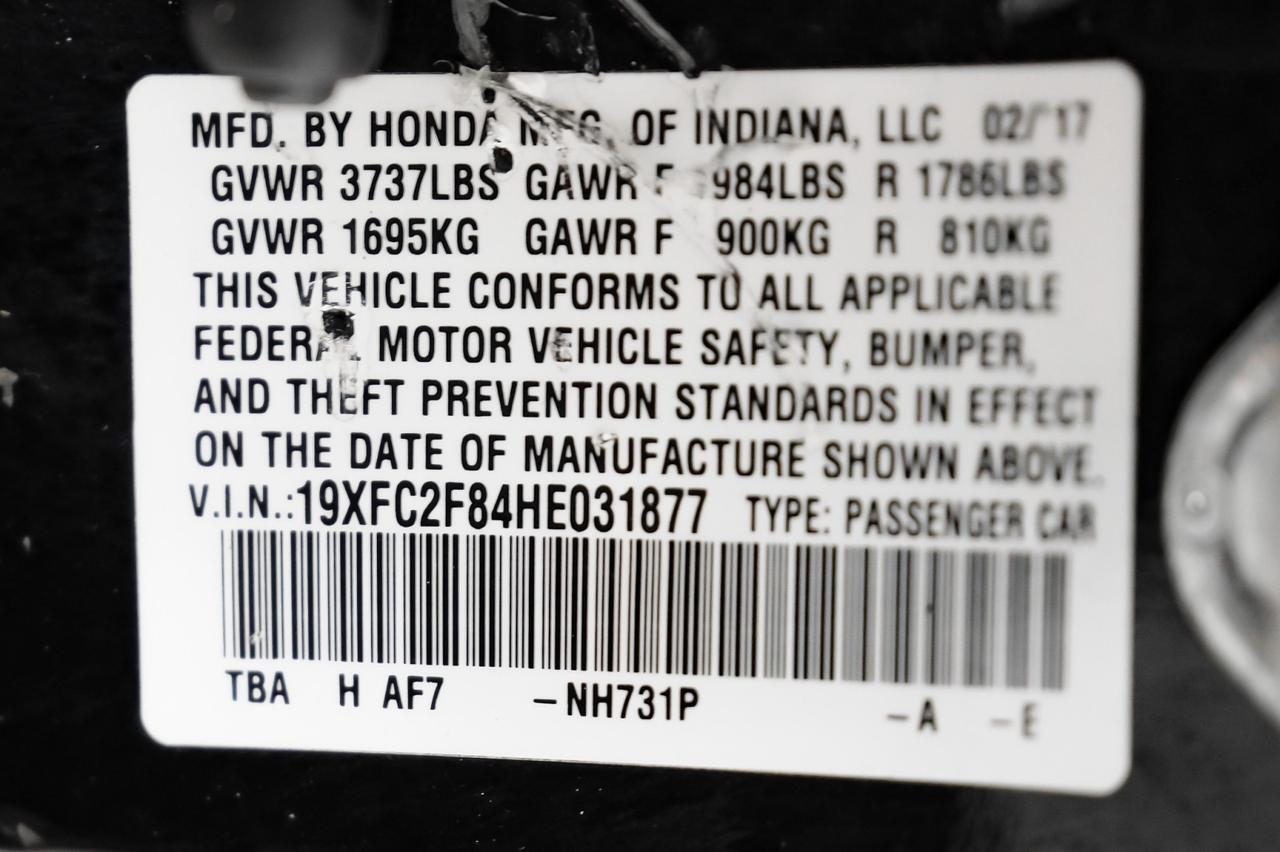 MFD. BY HONDA MFG. OF INDIANA, LLC 02/17
GVWR 3737LBS GAWR F 1984LBS R 1786LBS
GVWR 1695KG GAWR F 900KG R 810KG
THIS VEHICLE CONFORMS TO ALL APPLICABLE
FEDERAL MOTOR VEHICLE SAFETY, BUMPER,
AND THEFT PREVENTION STANDARDS IN EFFECT
ON THE DATE OF MANUFACTURE SHOWN ABOVE.
V.I.N.:19XFC2F84HE031877 TYPE: PASSENGER CAR
TBA H AF7 –NH731P –A –E